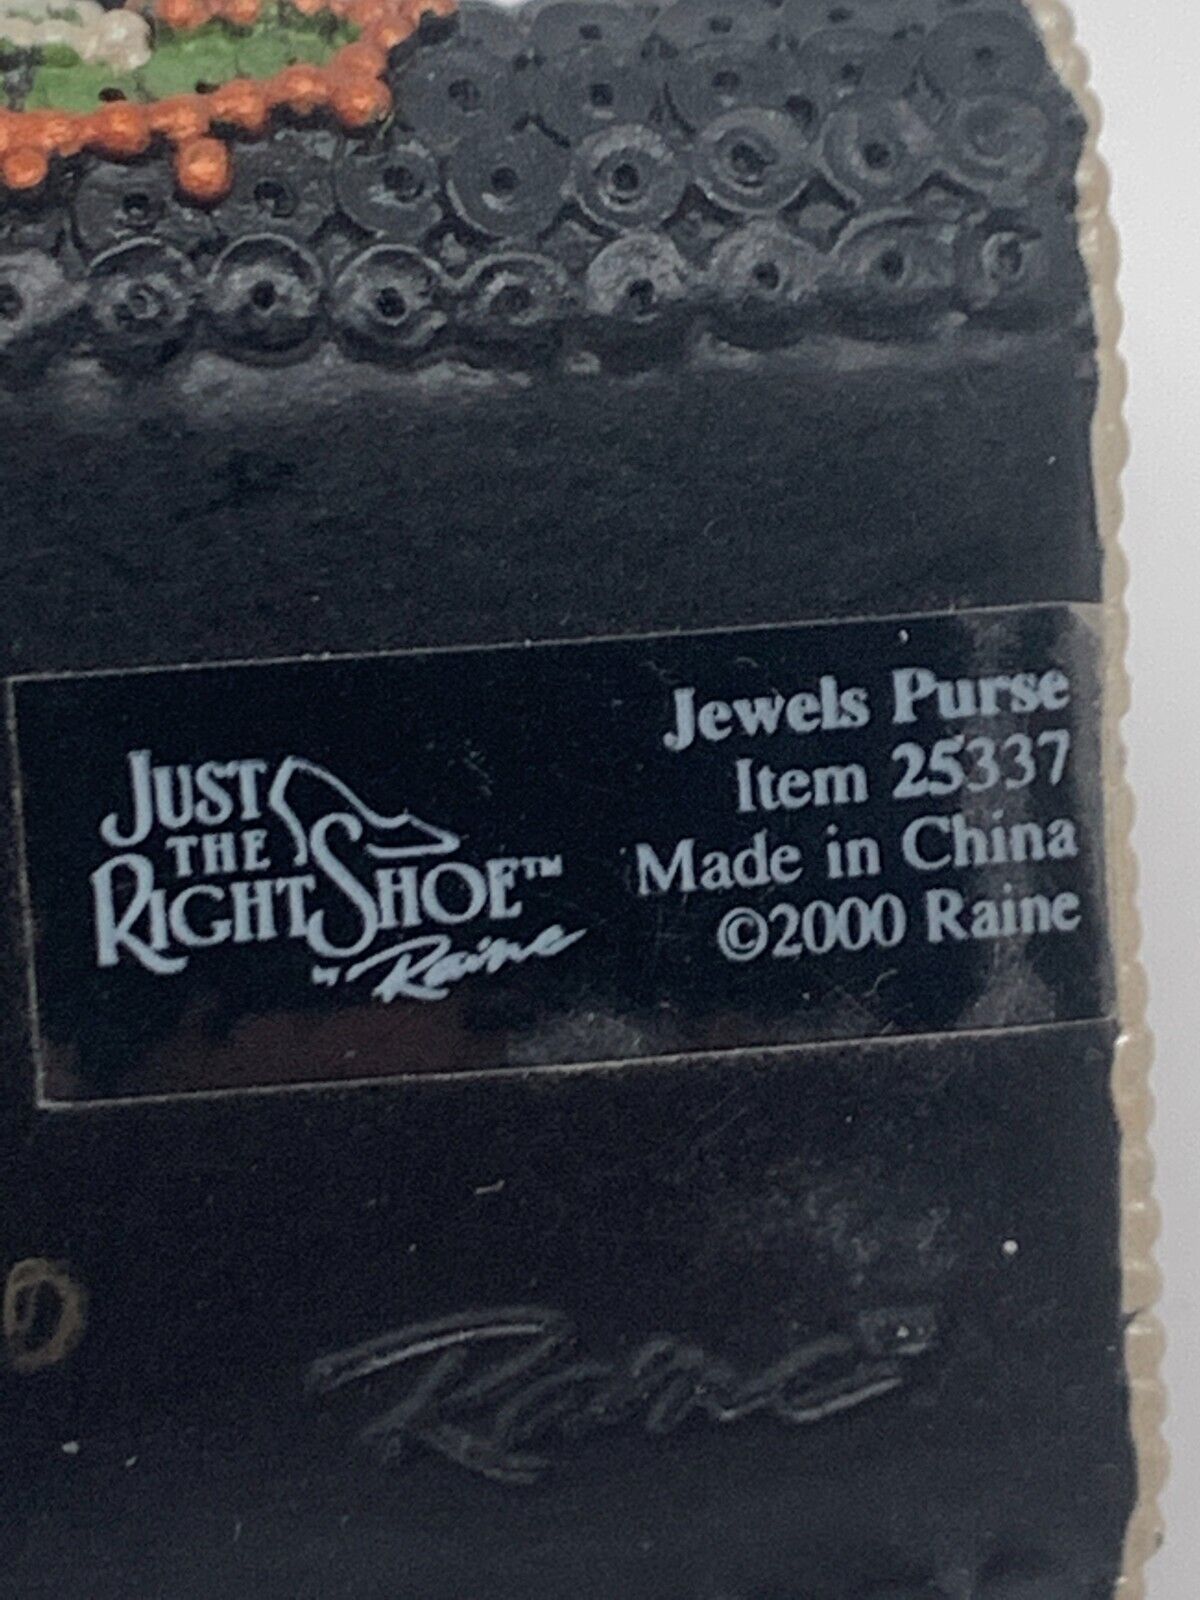 JUST
THE
RIGHT SHOE™
by Raine
Jewels Purse
Item 25337
Made in China
©2000 Raine
Raine